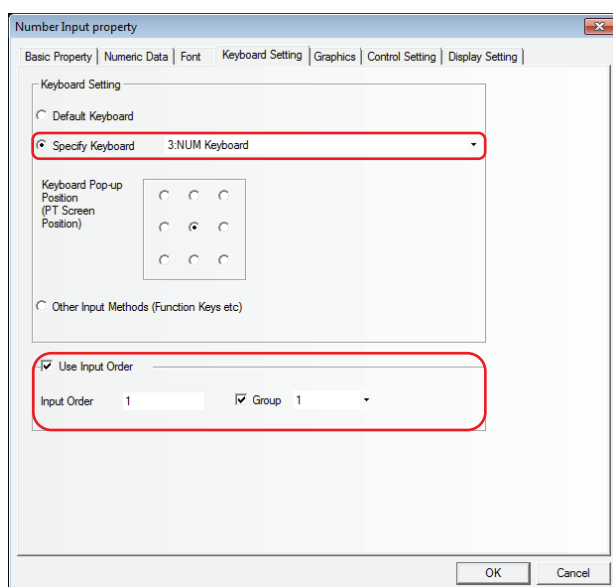 Number Input property
Basic Property Numeric Data Font Keyboard Setting Graphics Control Setting Display Setting
Keyboard Setting
Default Keyboard
Specify Keyboard 3:NUM Keyboard
Keyboard Pop-up
Position
(PT Screen
Position)
Other Input Methods (Function Keys etc)
Use Input Order
Input Order 1 Group 1
OK Cancel